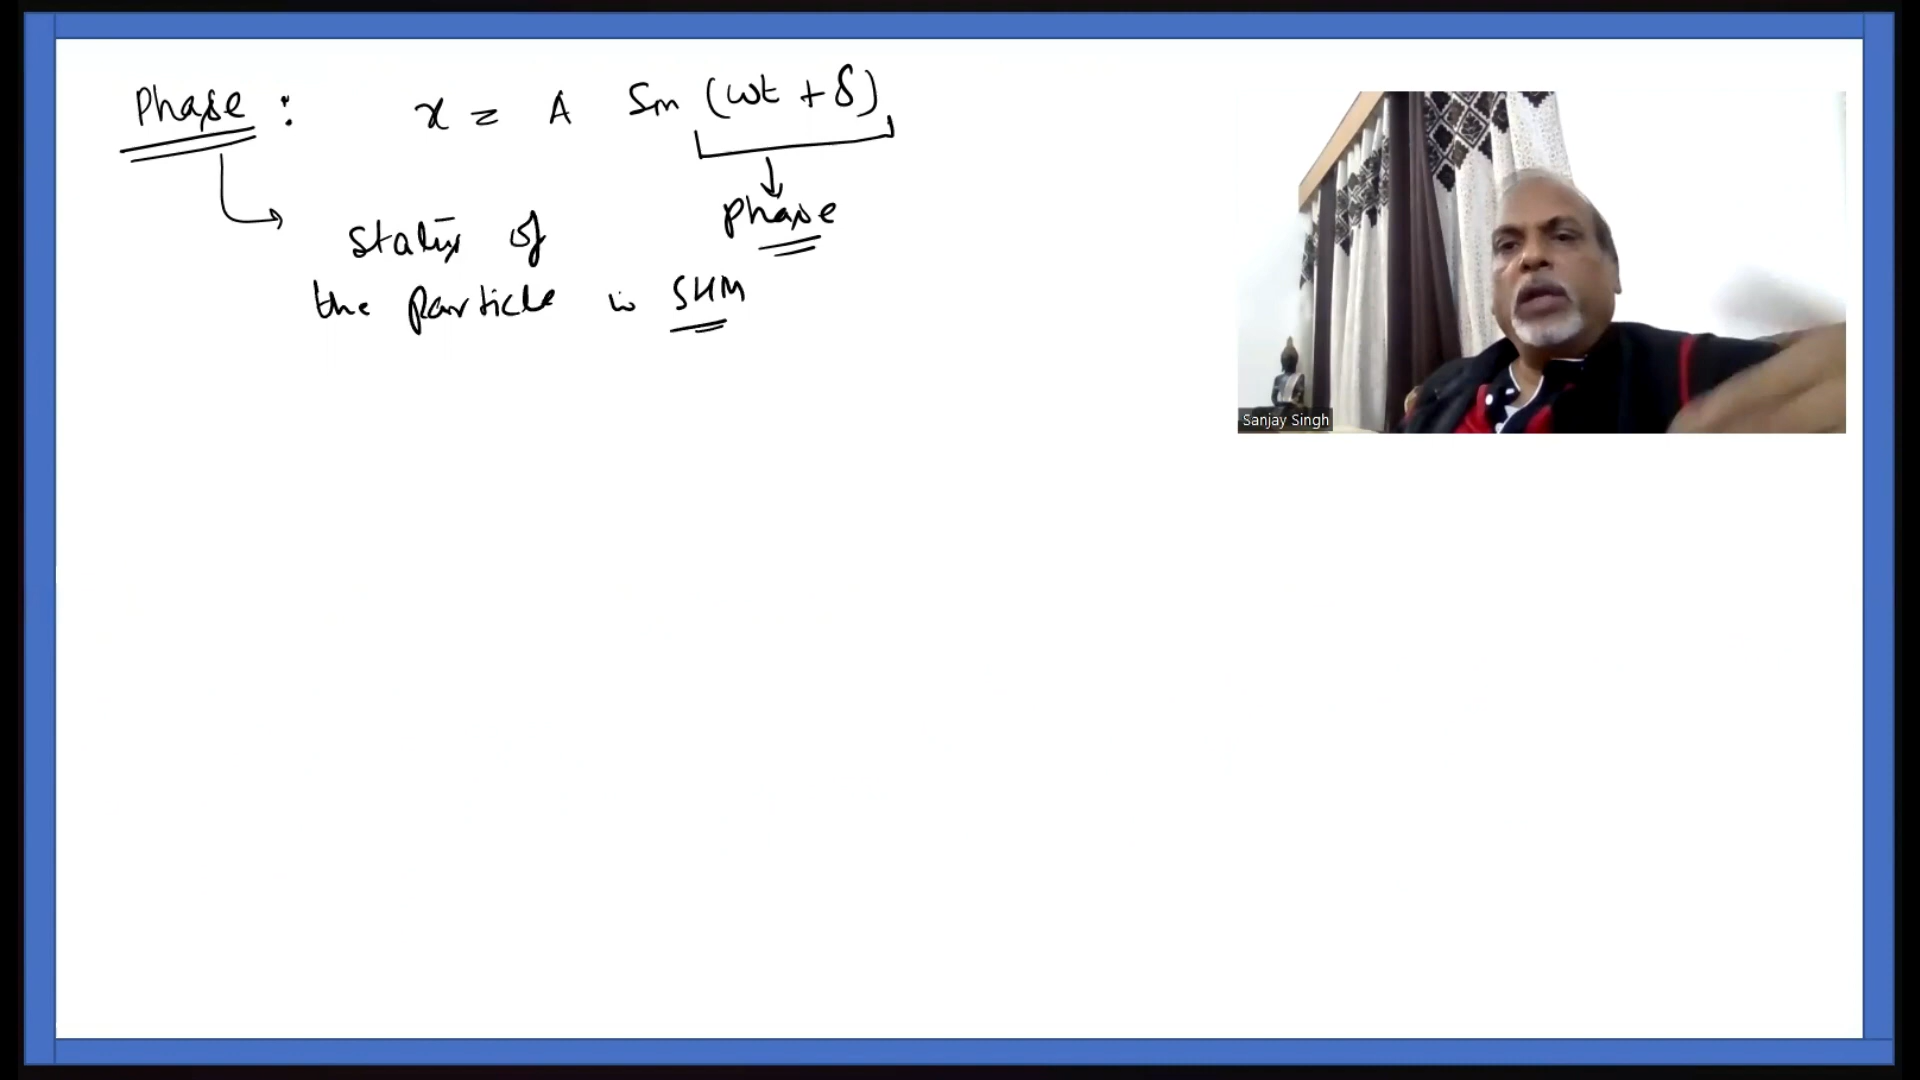 Phase : x = A Sin (ωt + δ)
phase
status of
the particle in SHM
Sanjay Singh